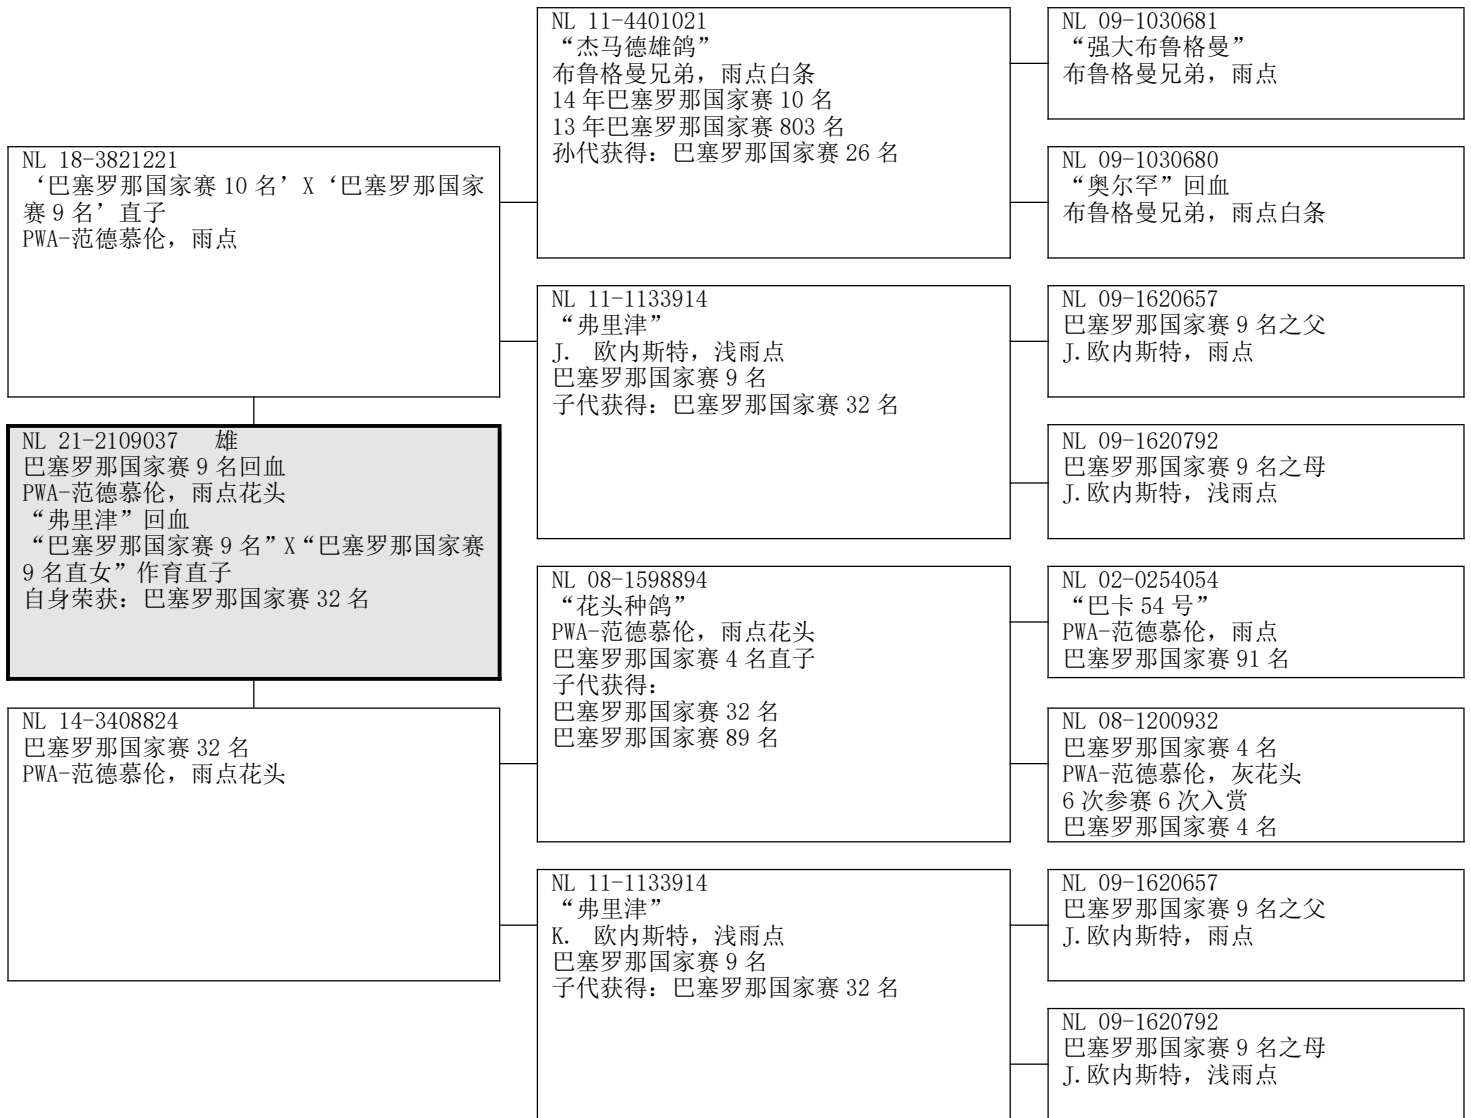 NL 18-3821221
‘巴塞罗那国家赛 10 名’X‘巴塞罗那国家
赛 9 名’直子
PWA-范德慕伦，雨点
NL 21-2109037 雄
巴塞罗那国家赛 9 名回血
PWA-范德慕伦，雨点花头
“弗里津”回血
“巴塞罗那国家赛 9 名”X“巴塞罗那国家赛
9 名直女”作育直子
自身荣获：巴塞罗那国家赛 32 名
NL 14-3408824
巴塞罗那国家赛 32 名
PWA-范德慕伦，雨点花头
NL 11-4401021
“杰马德雄鸽”
布鲁格曼兄弟，雨点白条
14 年巴塞罗那国家赛 10 名
13 年巴塞罗那国家赛 803 名
孙代获得：巴塞罗那国家赛 26 名
NL 11-1133914
“弗里津”
J. 欧内斯特，浅雨点
巴塞罗那国家赛 9 名
子代获得：巴塞罗那国家赛 32 名
NL 08-1598894
“花头种鸽”
PWA-范德慕伦，雨点花头
巴塞罗那国家赛 4 名直子
子代获得：
巴塞罗那国家赛 32 名
巴塞罗那国家赛 89 名
NL 11-1133914
“弗里津”
K. 欧内斯特，浅雨点
巴塞罗那国家赛 9 名
子代获得：巴塞罗那国家赛 32 名
NL 09-1030681
“强大布鲁格曼”
布鲁格曼兄弟，雨点
NL 09-1030680
“奥尔罕”回血
布鲁格曼兄弟，雨点白条
NL 09-1620657
巴塞罗那国家赛 9 名之父
J.欧内斯特，雨点
NL 09-1620792
巴塞罗那国家赛 9 名之母
J.欧内斯特，浅雨点
NL 02-0254054
“巴卡 54 号”
PWA-范德慕伦，雨点
巴塞罗那国家赛 91 名
NL 08-1200932
巴塞罗那国家赛 4 名
PWA-范德慕伦，灰花头
6 次参赛 6 次入赏
巴塞罗那国家赛 4 名
NL 09-1620657
巴塞罗那国家赛 9 名之父
J.欧内斯特，雨点
NL 09-1620792
巴塞罗那国家赛 9 名之母
J.欧内斯特，浅雨点